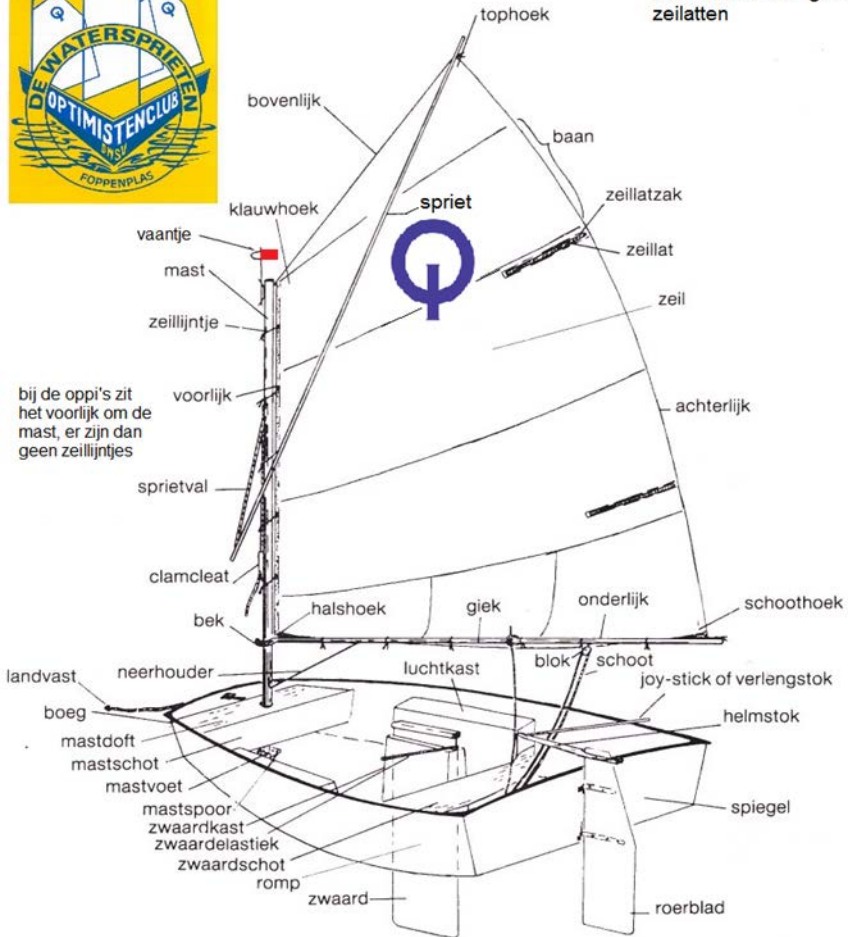 zeilatten
tophoek
DE WATERSPRIETEN
OPTIMISTENCLUB
FOPPENPLAS
bovenlijk
baan
klauwhoek
spriet
zeillatzak
vaantje
zeillat
mast
zeil
zeillijntje
bij de oppi's zit
het voorlijk om de
mast, er zijn dan
geen zeillijntjes
voorlijk
achterlijk
sprietval
clamcleat
halshoek
giek
onderlijk
schoothoek
bek
landvast
neerhouder
luchtkast
blok
schoot
joy-stick of verlengstok
boeg
helmstok
mastdoft
mastschot
mastvoet
mastspoor
spiegel
zwaardkast
zwaardelastiek
zwaardschot
romp
zwaard
roerblad